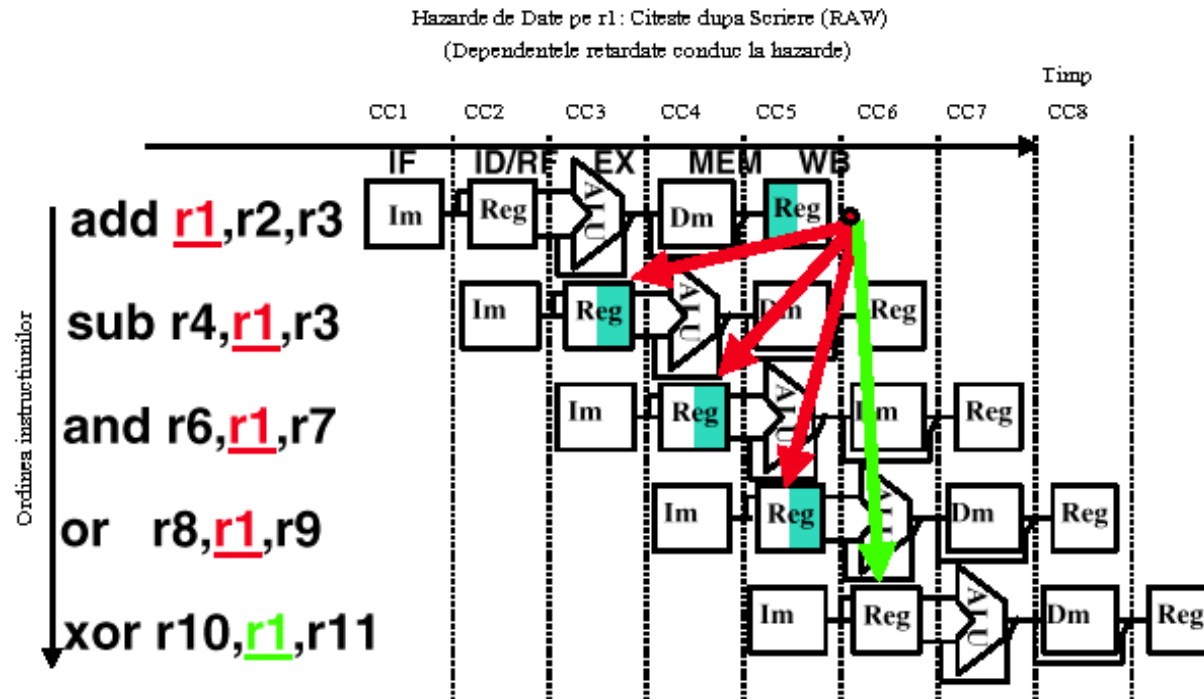 Hazarde de Date pe r1: Citeste dupa Scriere (RAW)
(Dependentele retardate conduc la hazarde)
Timp
CC1 CC2 CC3 CC4 CC5 CC6 CC7 CC8
IF ID/RF EX MEM WB
Ordinea instructiunilor
add r1,r2,r3
Im Reg ALU Dm Reg
sub r4,r1,r3
Im Reg ALU Dm Reg
and r6,r1,r7
Im Reg ALU Dm Reg
or r8,r1,r9
Im Reg ALU Dm Reg
xor r10,r1,r11
Im Reg ALU Dm Reg